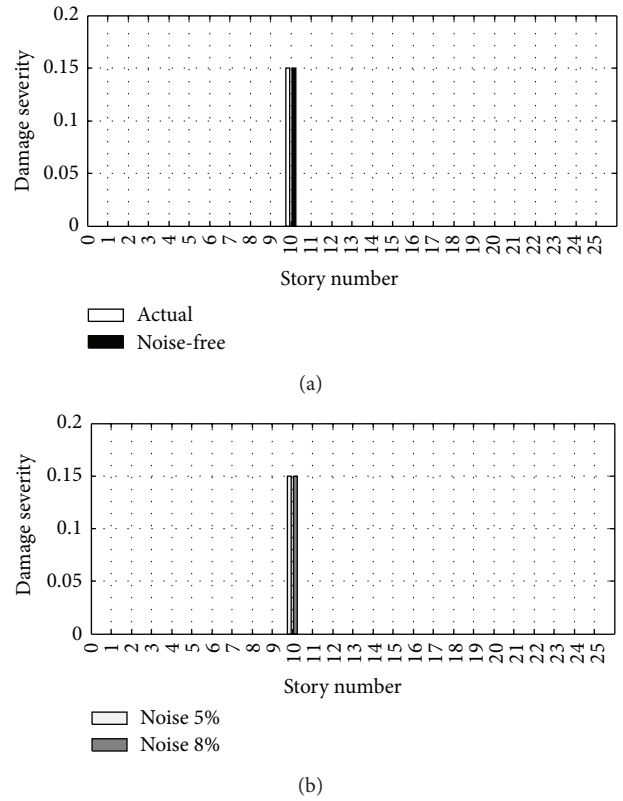 0.2
0.15
0.1
0.05
0
Damage severity
0 1 2 3 4 5 6 7 8 9 10 11 12 13 14 15 16 17 18 19 20 21 22 23 24 25
Story number
Actual
Noise-free
(a)
0.2
0.15
0.1
0.05
0
Damage severity
0 1 2 3 4 5 6 7 8 9 10 11 12 13 14 15 16 17 18 19 20 21 22 23 24 25
Story number
Noise 5%
Noise 8%
(b)